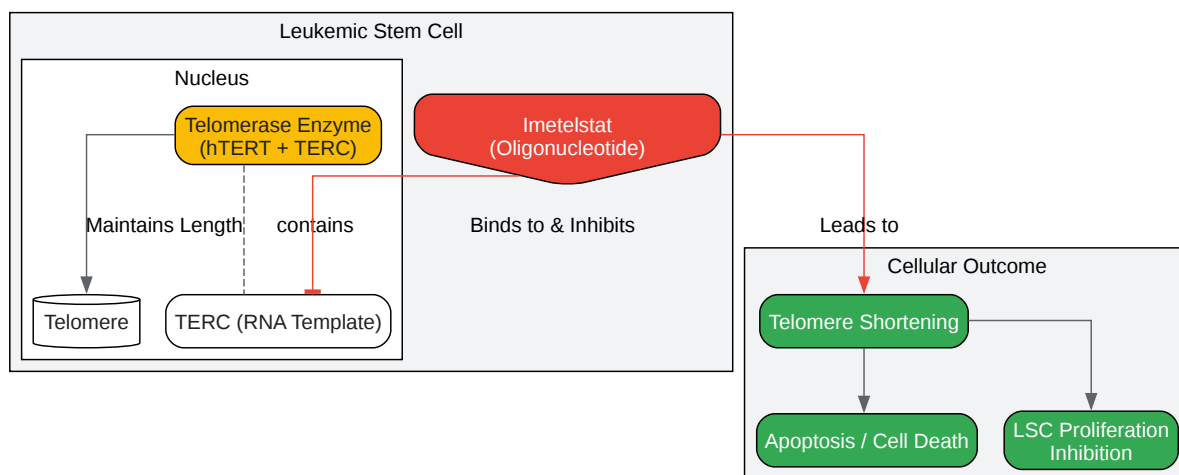 Leukemic Stem Cell
Nucleus
Telomerase Enzyme
(hTERT + TERC)
Imetelstat
(Oligonucleotide)
Maintains Length
contains
Binds to & Inhibits
Leads to
Cellular Outcome
Telomere
TERC (RNA Template)
Telomere Shortening
Apoptosis / Cell Death
LSC Proliferation
Inhibition